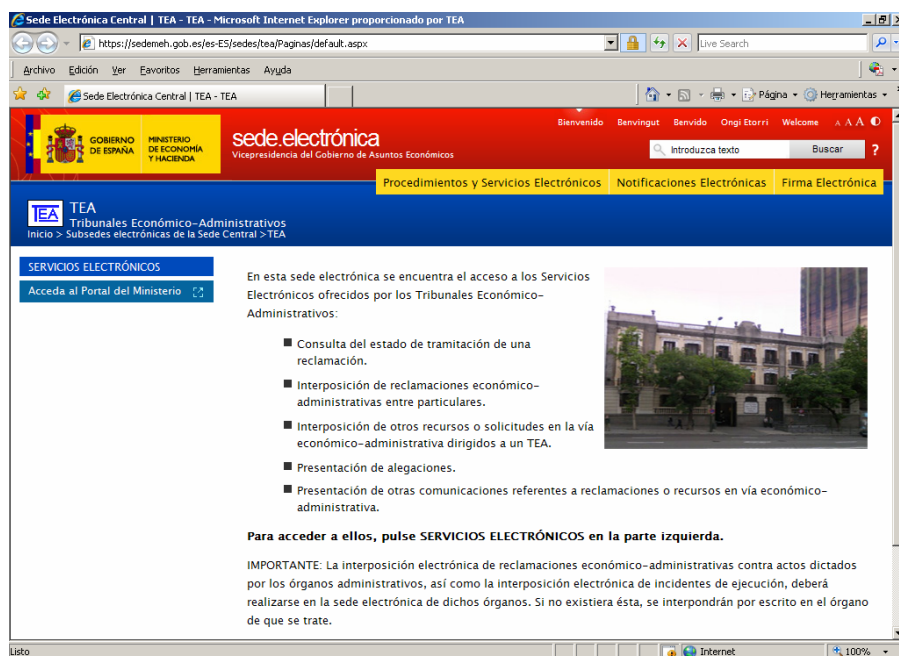 Sede Electrónica Central | TEA - TEA - Microsoft Internet Explorer proporcionado por TEA
https://sedemeh.gob.es/es-ES/sedes/tea/Paginas/default.aspx
Live Search
Archivo Edición Ver Favoritos Herramientas Ayuda
Sede Electrónica Central | TEA - TEA
Página Herramientas
Bienvenido Benvingut Benvido Ongi Etorri Welcome A A A
GOBIERNO DE ESPAÑA
MINISTERIO DE ECONOMÍA Y HACIENDA
sede.electrónica
Vicepresidencia del Gobierno de Asuntos Económicos
Introduzca texto Buscar ?
Procedimientos y Servicios Electrónicos Notificaciones Electrónicas Firma Electrónica
TEA
TEA
Tribunales Económico-Administrativos
Inicio > Subsedes electrónicas de la Sede Central >TEA
SERVICIOS ELECTRÓNICOS
Acceda al Portal del Ministerio
En esta sede electrónica se encuentra el acceso a los Servicios
Electrónicos ofrecidos por los Tribunales Económico-
Administrativos:
Consulta del estado de tramitación de una
reclamación.
Interposición de reclamaciones económico-
administrativas entre particulares.
Interposición de otros recursos o solicitudes en la vía
económico-administrativa dirigidos a un TEA.
Presentación de alegaciones.
Presentación de otras comunicaciones referentes a reclamaciones o recursos en vía económico-
administrativa.
Para acceder a ellos, pulse SERVICIOS ELECTRÓNICOS en la parte izquierda.
IMPORTANTE: La interposición electrónica de reclamaciones económico-administrativas contra actos dictados
por los órganos administrativos, así como la interposición electrónica de incidentes de ejecución, deberá
realizarse en la sede electrónica de dichos órganos. Si no existiera ésta, se interpondrán por escrito en el órgano
de que se trate.
Listo Internet 100%